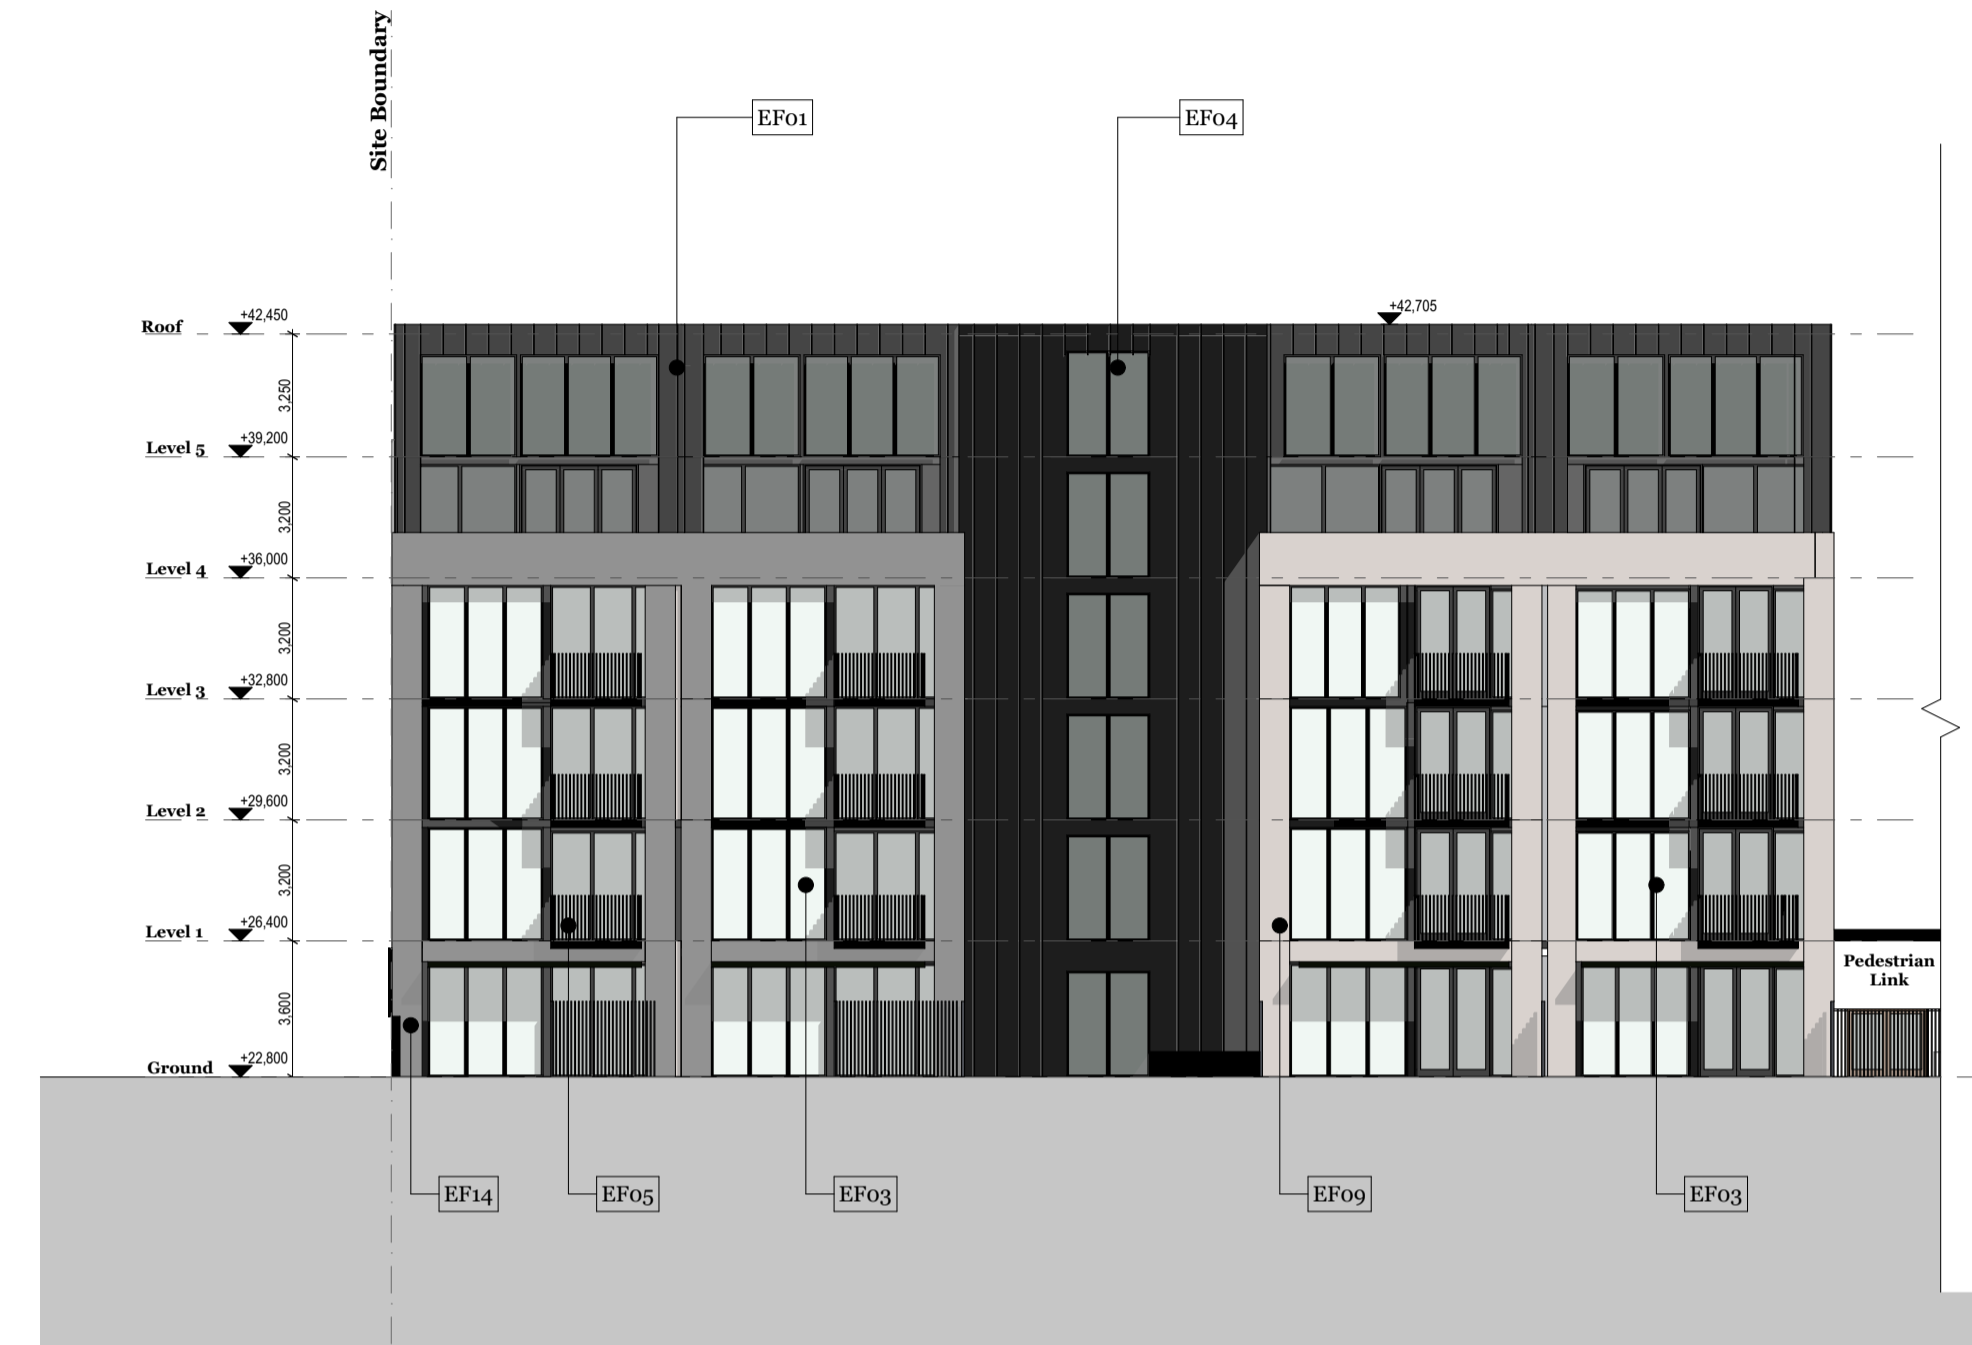 Site Boundary
EF01
EF04
+42,705
Roof
+42,450
3,250
Level 5
+39,200
3,200
Level 4
+36,000
3,200
Level 3
+32,800
3,200
Level 2
+29,600
3,200
Level 1
+26,400
3,600
Ground
+22,800
Pedestrian
Link
EF14
EF05
EF03
EF09
EF03